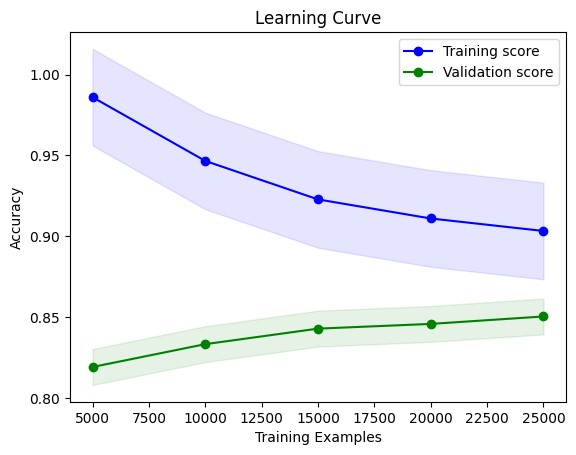 Learning Curve
Training score
Validation score
Accuracy
1.00
0.95
0.90
0.85
0.80
5000 7500 10000 12500 15000 17500 20000 22500 25000
Training Examples